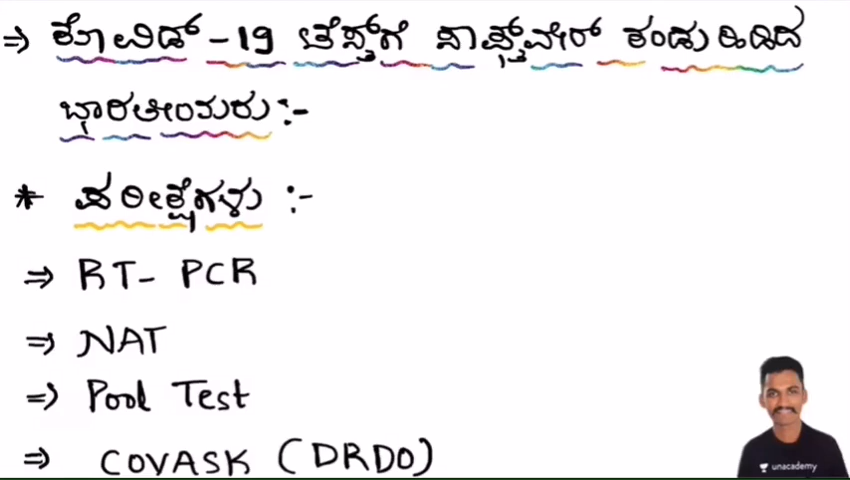 ⇒ ಕೋವಿಡ್ -19 ಟೆಸ್ಟ್‌ಗೆ ಸಾಫ್ಟ್‌ವೇರ್ ಕಂಡು ಹಿಡಿದ
ಭಾರತೀಯರು :-
* ಪರೀಕ್ಷೆಗಳು :-
⇒ RT- PCR
⇒ NAT
⇒ Pool Test
⇒ COVASK (DRDO)
unacademy